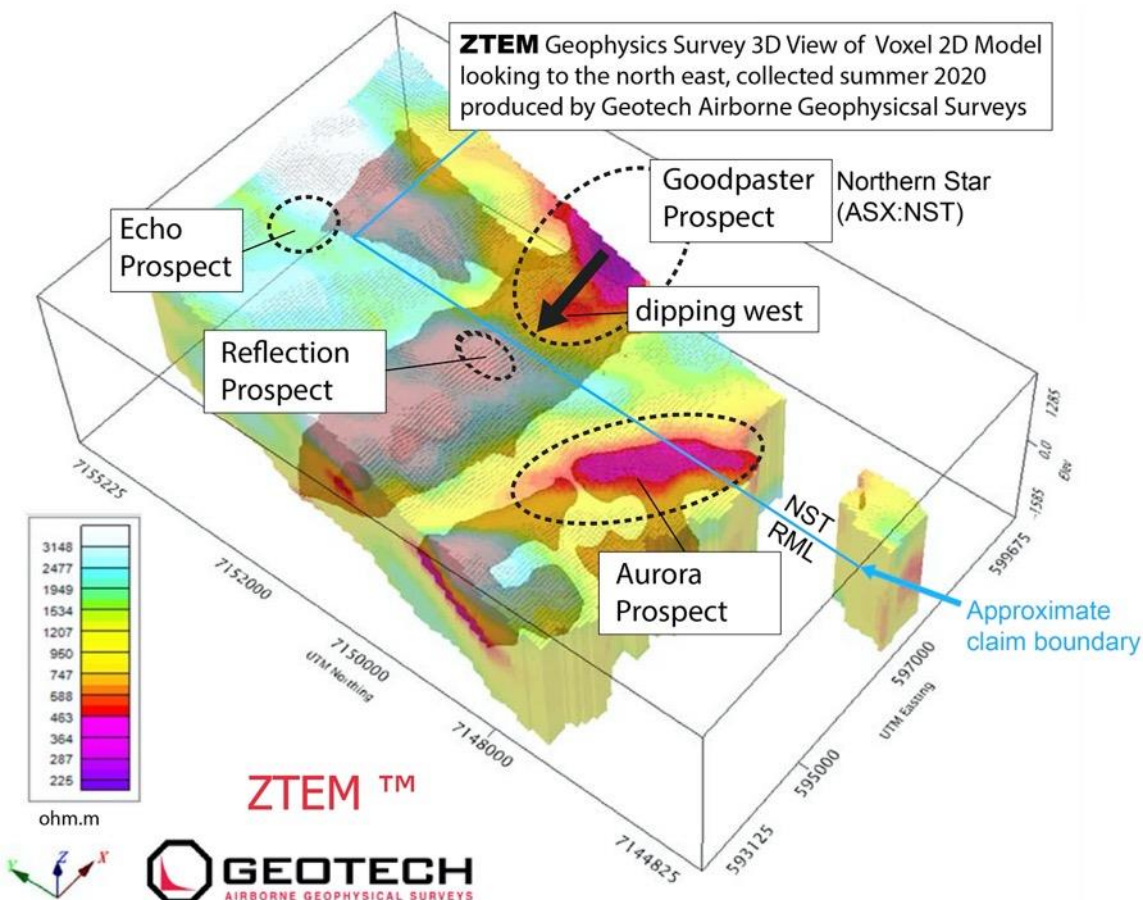 ZTEM Geophysics Survey 3D View of Voxel 2D Model
looking to the north east, collected summer 2020
produced by Geotech Airborne Geophysicsal Surveys
Goodpaster
Prospect
Northern Star
(ASX:NST)
Echo
Prospect
dipping west
Reflection
Prospect
1285
0.0
-1585
Elev
NST
RML
Aurora
Prospect
Approximate
claim boundary
7155225
7152000
7150000
UTM Northing
7148000
7144825
599675
597000
UTM Easting
595000
593125
3148
2477
1949
1534
1207
950
747
588
463
364
287
225
ohm.m
ZTEM ™
Y
Z
X
GEOTECH
AIRBORNE GEOPHYSICAL SURVEYS